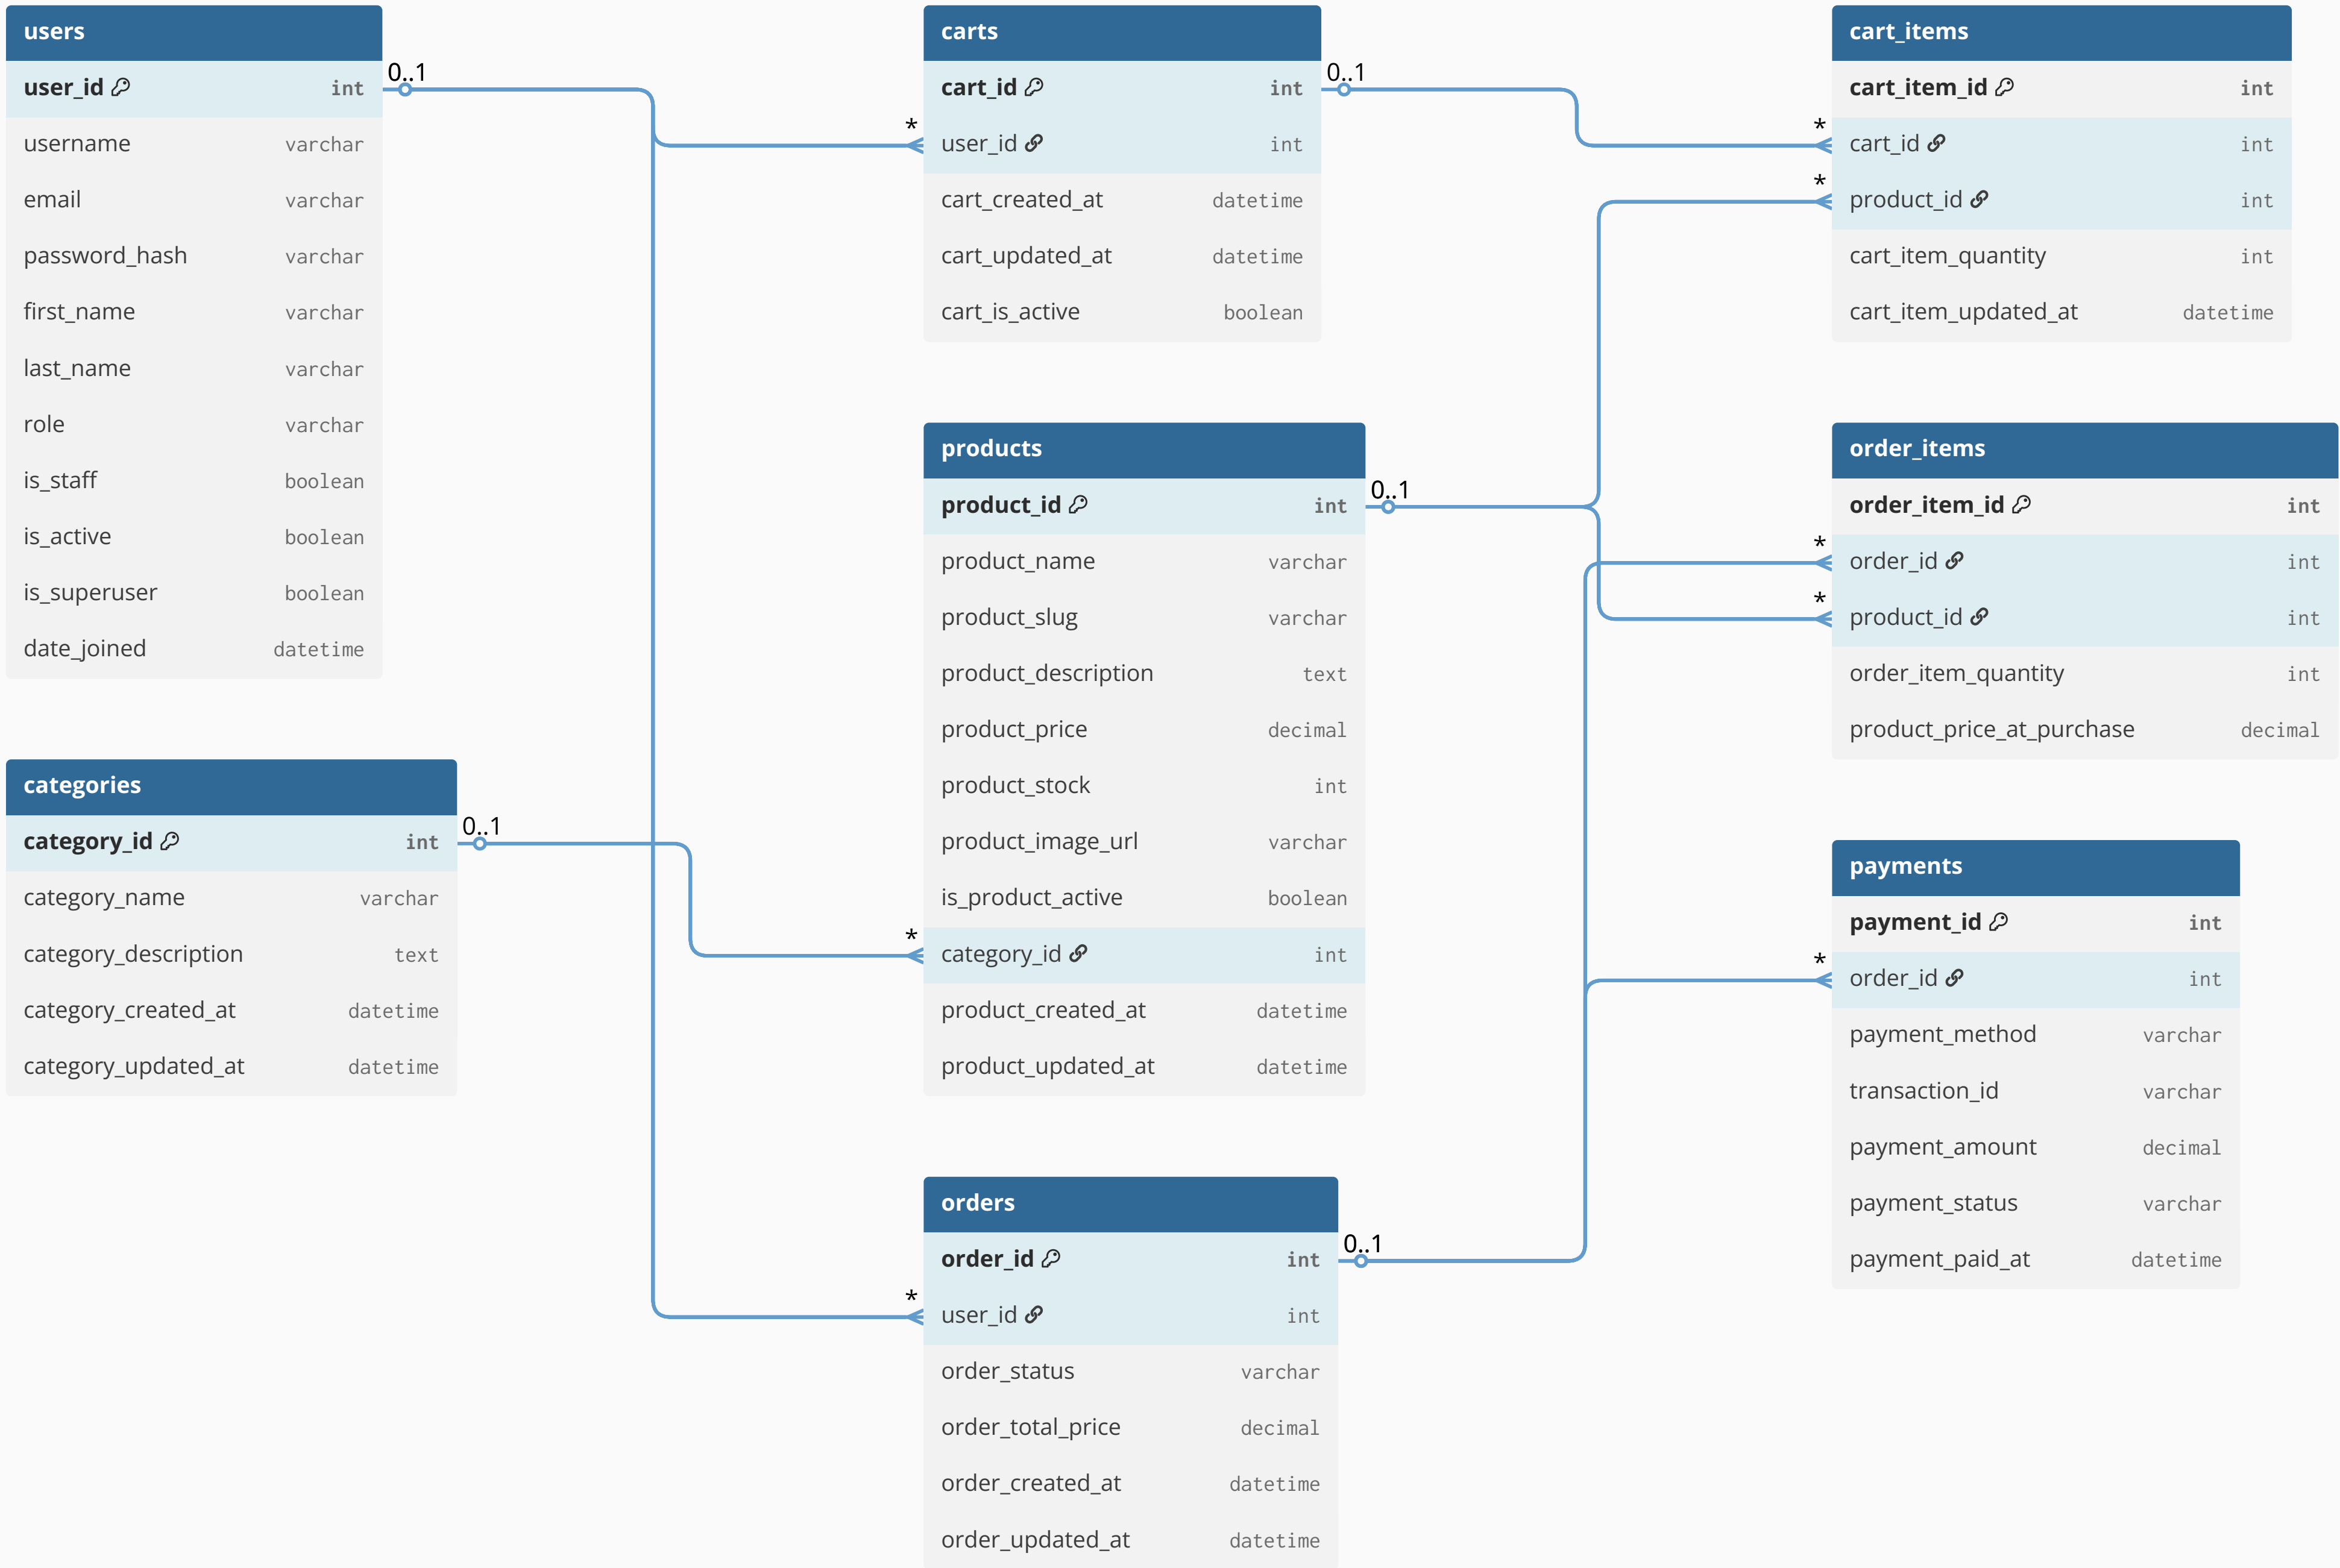 users
user_id int
username varchar
email varchar
password_hash varchar
first_name varchar
last_name varchar
role varchar
is_staff boolean
is_active boolean
is_superuser boolean
date_joined datetime
0..1
*
*
carts
cart_id int
user_id int
cart_created_at datetime
cart_updated_at datetime
cart_is_active boolean
0..1
*
cart_items
cart_item_id int
cart_id int
product_id int
cart_item_quantity int
cart_item_updated_at datetime
*
categories
category_id int
category_name varchar
category_description text
category_created_at datetime
category_updated_at datetime
0..1
*
products
product_id int
product_name varchar
product_slug varchar
product_description text
product_price decimal
product_stock int
product_image_url varchar
is_product_active boolean
category_id int
product_created_at datetime
product_updated_at datetime
0..1
*
*
order_items
order_item_id int
order_id int
product_id int
order_item_quantity int
product_price_at_purchase decimal
orders
order_id int
user_id int
order_status varchar
order_total_price decimal
order_created_at datetime
order_updated_at datetime
0..1
*
payments
payment_id int
order_id int
payment_method varchar
transaction_id varchar
payment_amount decimal
payment_status varchar
payment_paid_at datetime